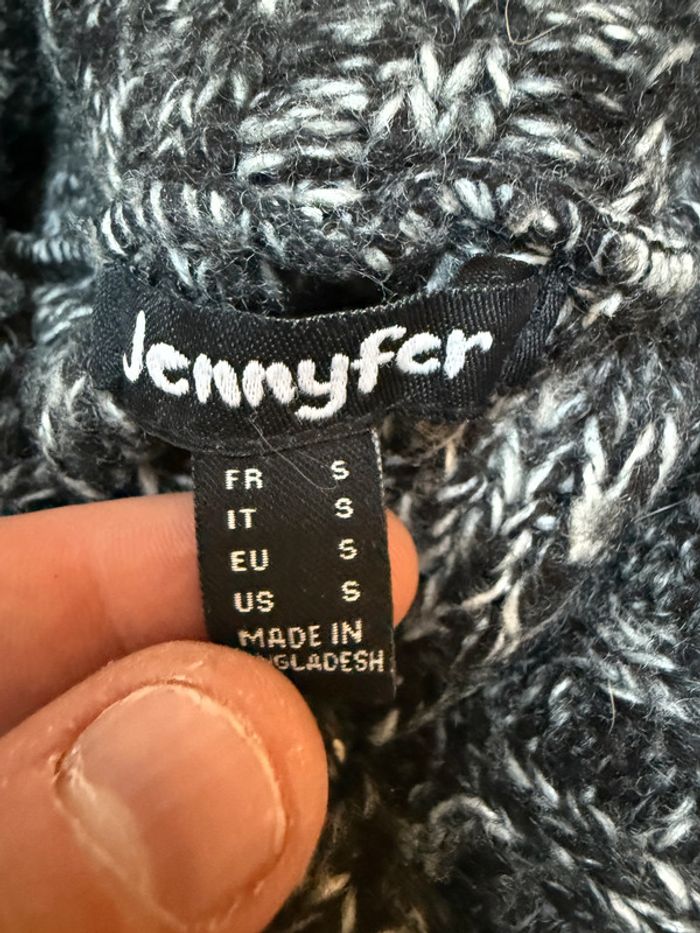 Jennyfer
FR S
IT S
EU S
US S
MADE IN
NGLADESH